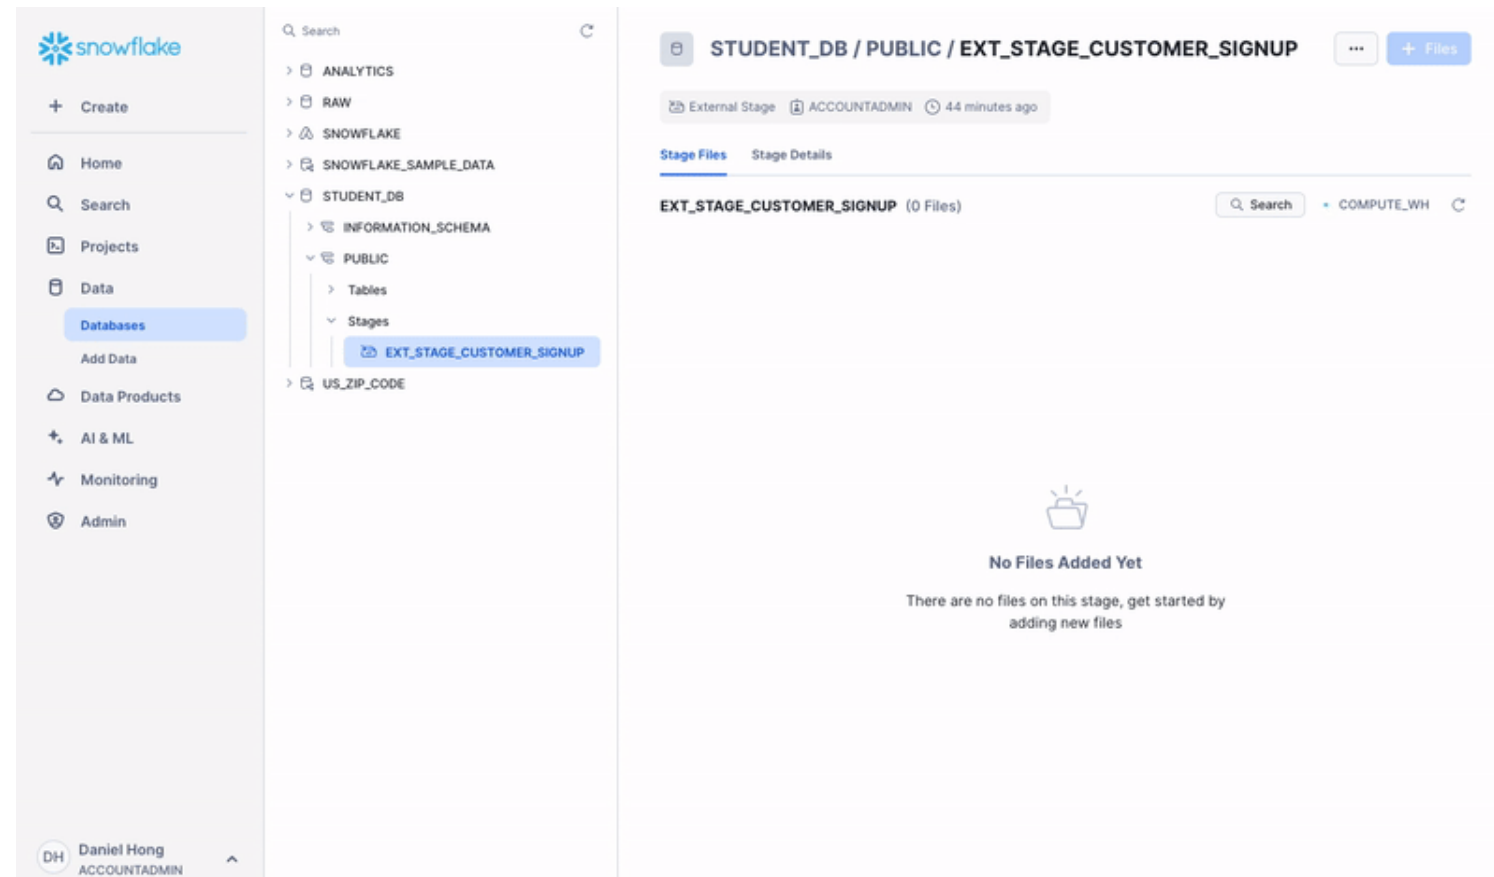 snowflake
Create
Home
Search
Projects
Data
Databases
Add Data
Data Products
AI & ML
Monitoring
Admin
DH
Daniel Hong
ACCOUNTADMIN
Search
ANALYTICS
RAW
SNOWFLAKE
SNOWFLAKE_SAMPLE_DATA
STUDENT_DB
INFORMATION_SCHEMA
PUBLIC
Tables
Stages
EXT_STAGE_CUSTOMER_SIGNUP
US_ZIP_CODE
STUDENT_DB / PUBLIC / EXT_STAGE_CUSTOMER_SIGNUP
... + Files
External Stage ACCOUNTADMIN 44 minutes ago
Stage Files Stage Details
EXT_STAGE_CUSTOMER_SIGNUP (0 Files) Search COMPUTE_WH
No Files Added Yet
There are no files on this stage, get started by
adding new files